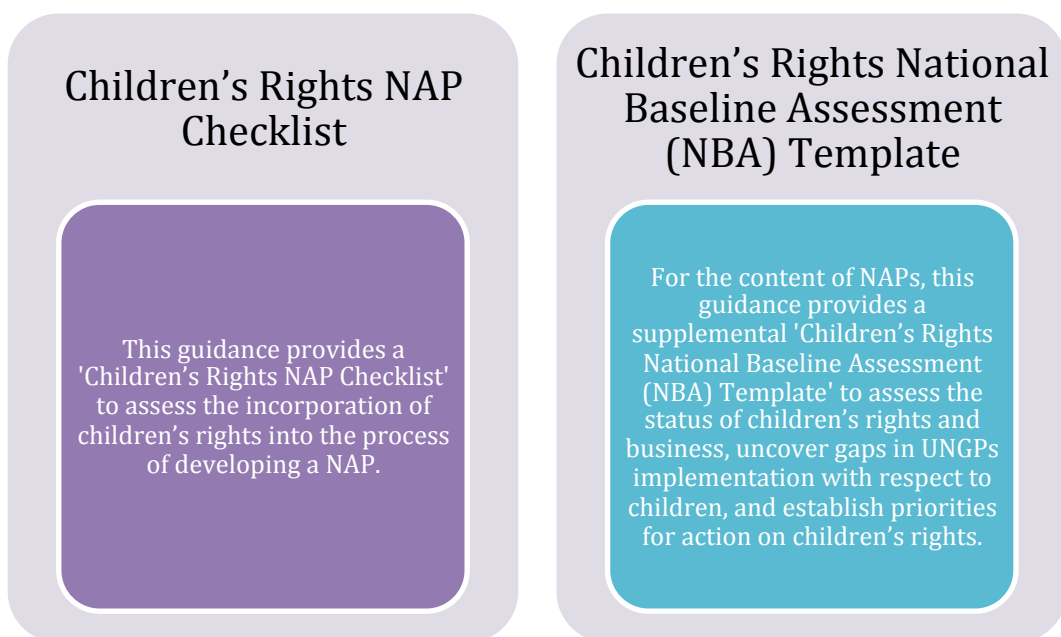 Children’s Rights NAP
Checklist
This guidance provides a
'Children’s Rights NAP Checklist'
to assess the incorporation of
children’s rights into the process
of developing a NAP.
Children’s Rights National
Baseline Assessment
(NBA) Template
For the content of NAPs, this
guidance provides a
supplemental 'Children’s Rights
National Baseline Assessment
(NBA) Template' to assess the
status of children’s rights and
business, uncover gaps in UNGPs
implementation with respect to
children, and establish priorities
for action on children’s rights.